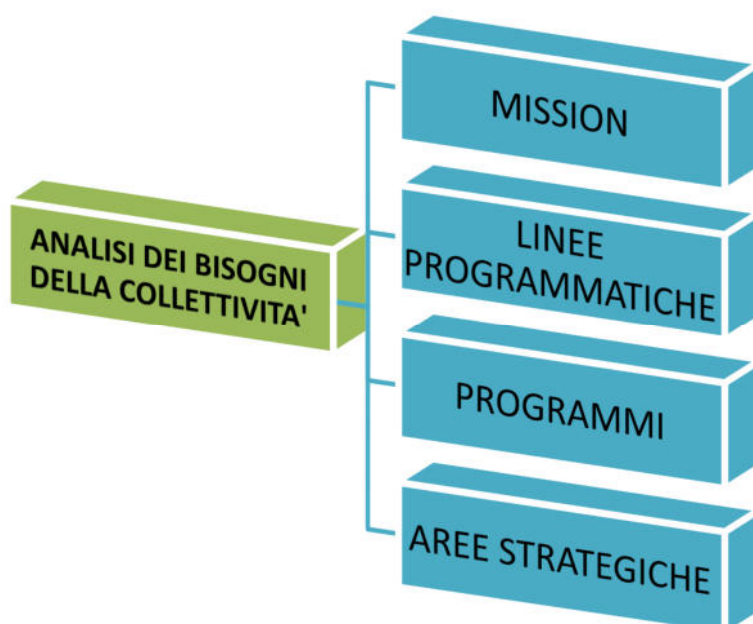 MISSION
LINEE
PROGRAMMATICHE
ANALISI DEI BISOGNI
DELLA COLLETTIVITA'
PROGRAMMI
AREE STRATEGICHE